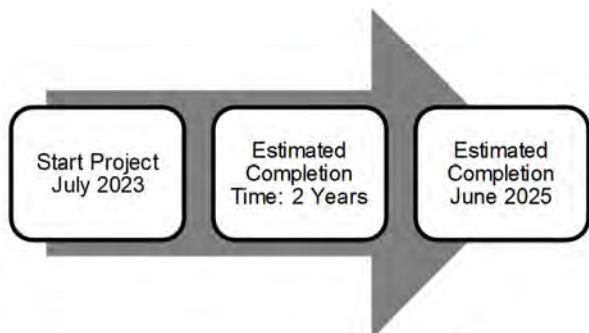 Start Project
July 2023
Estimated
Completion
Time: 2 Years
Estimated
Completion
June 2025